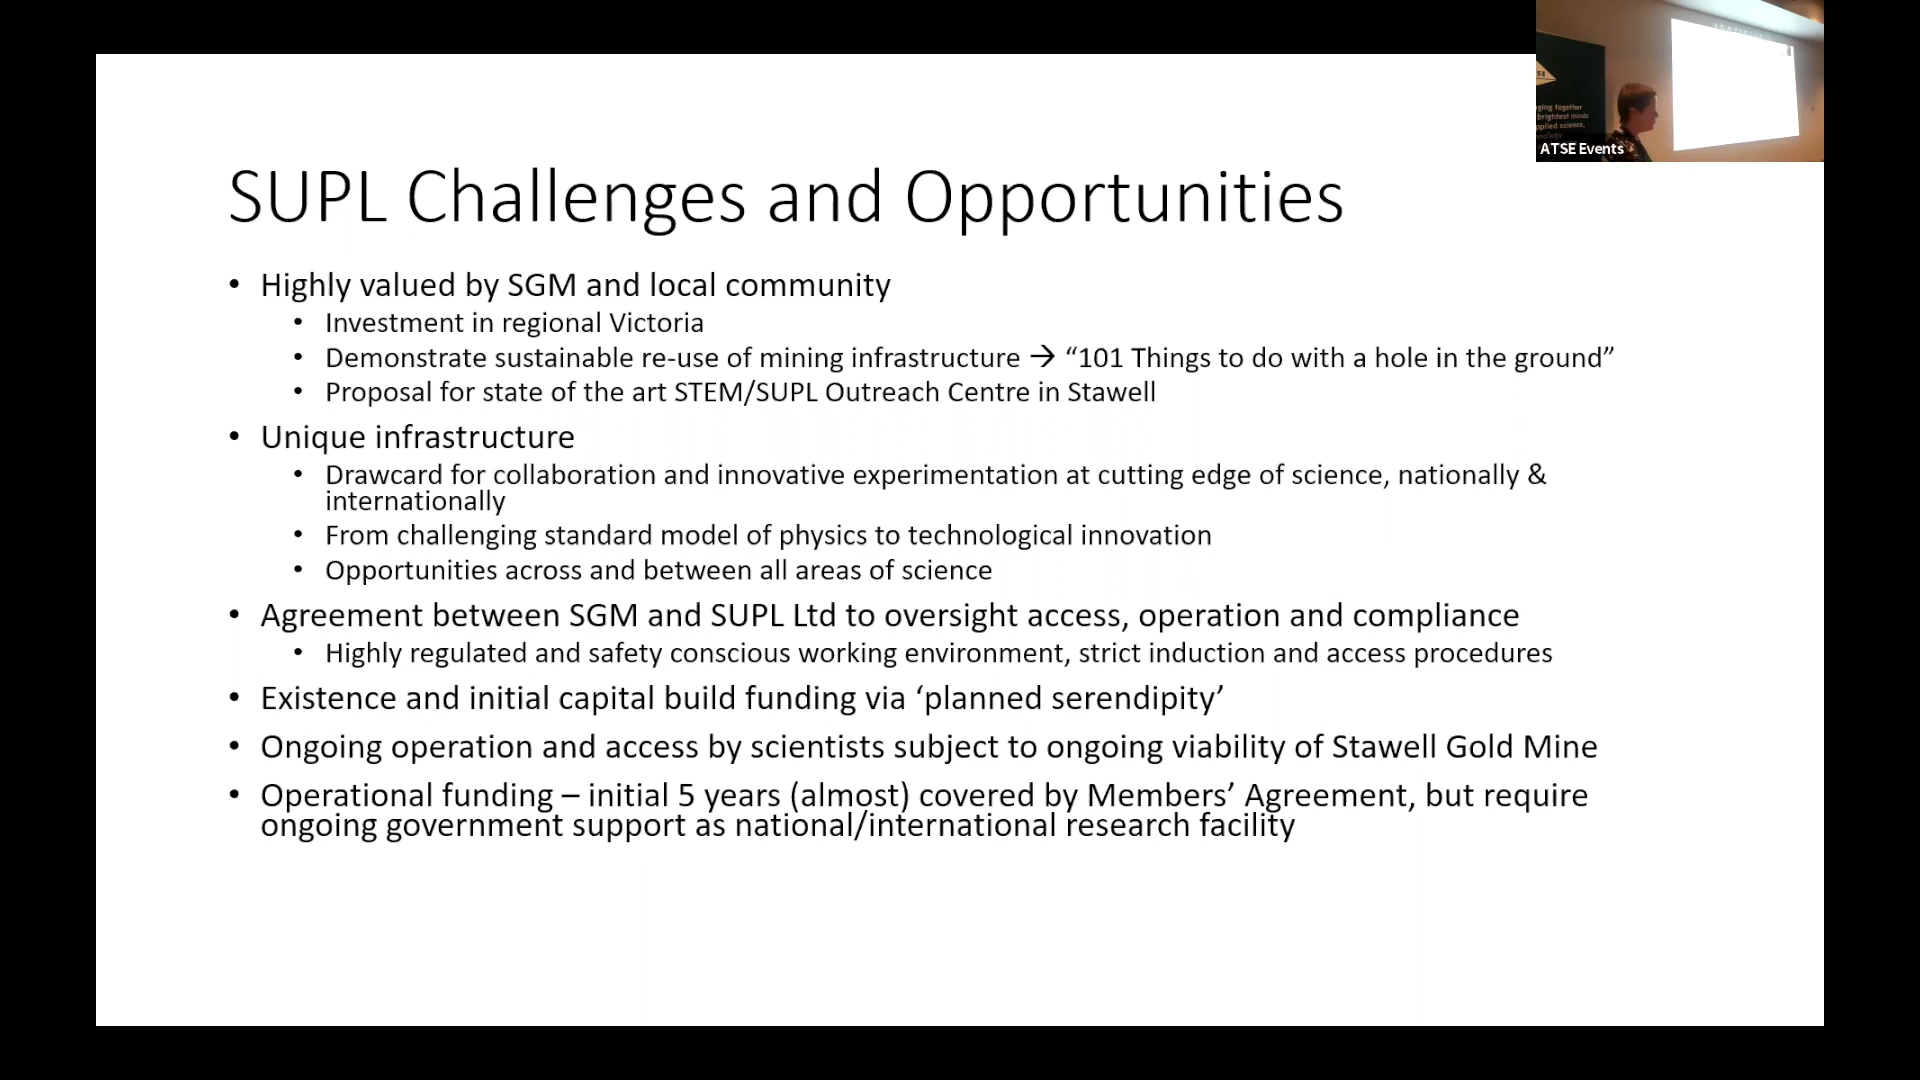 SUPL Challenges and Opportunities
• Highly valued by SGM and local community
• Investment in regional Victoria
• Demonstrate sustainable re-use of mining infrastructure → “101 Things to do with a hole in the ground”
• Proposal for state of the art STEM/SUPL Outreach Centre in Stawell
• Unique infrastructure
• Drawcard for collaboration and innovative experimentation at cutting edge of science, nationally &
internationally
• From challenging standard model of physics to technological innovation
• Opportunities across and between all areas of science
• Agreement between SGM and SUPL Ltd to oversight access, operation and compliance
• Highly regulated and safety conscious working environment, strict induction and access procedures
• Existence and initial capital build funding via ‘planned serendipity’
• Ongoing operation and access by scientists subject to ongoing viability of Stawell Gold Mine
• Operational funding – initial 5 years (almost) covered by Members’ Agreement, but require
ongoing government support as national/international research facility
ging together
brightest minds
pplied science,
nology
ATSE Events